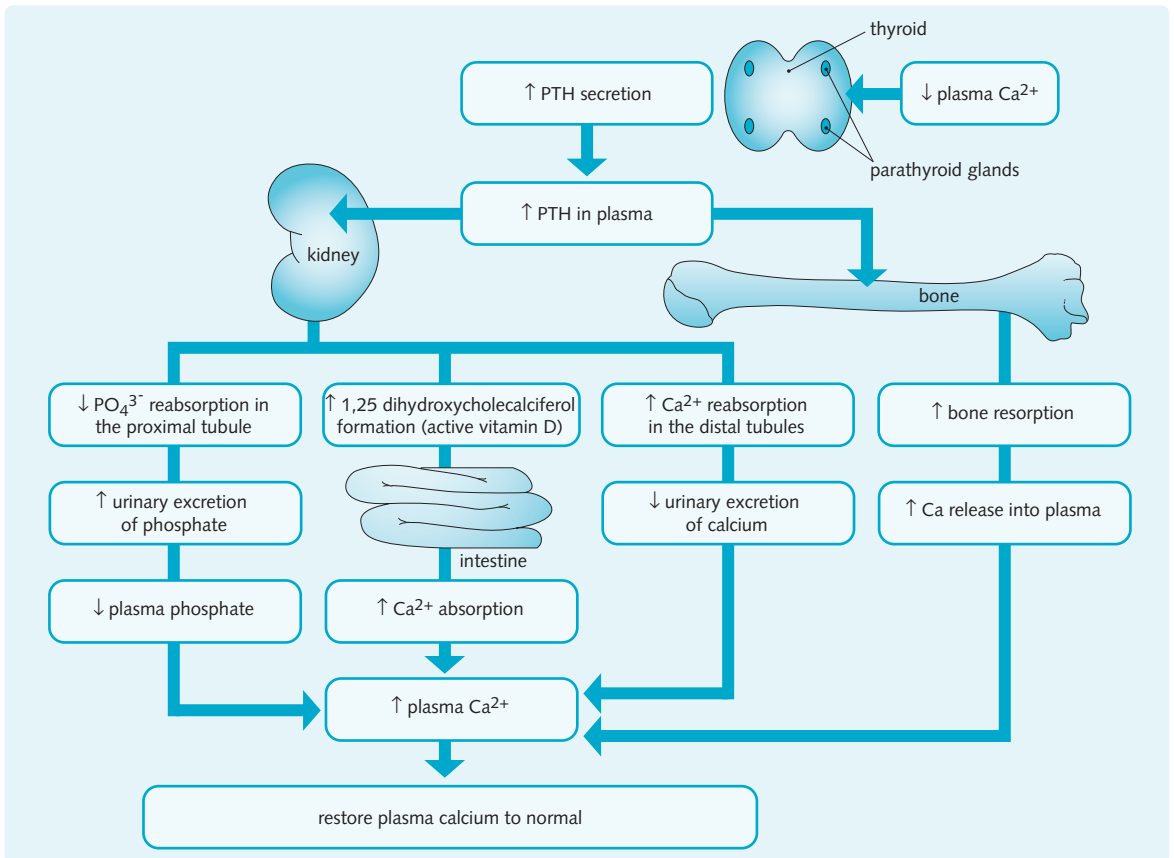 thyroid
↑ PTH secretion
↓ plasma Ca2+
parathyroid glands
↑ PTH in plasma
kidney
bone
↓ PO43- reabsorption in
the proximal tubule
↑ 1,25 dihydroxycholecalciferol
formation (active vitamin D)
↑ Ca2+ reabsorption
in the distal tubules
↑ bone resorption
↑ urinary excretion
of phosphate
↓ urinary excretion
of calcium
↑ Ca release into plasma
intestine
↓ plasma phosphate
↑ Ca2+ absorption
↑ plasma Ca2+
restore plasma calcium to normal